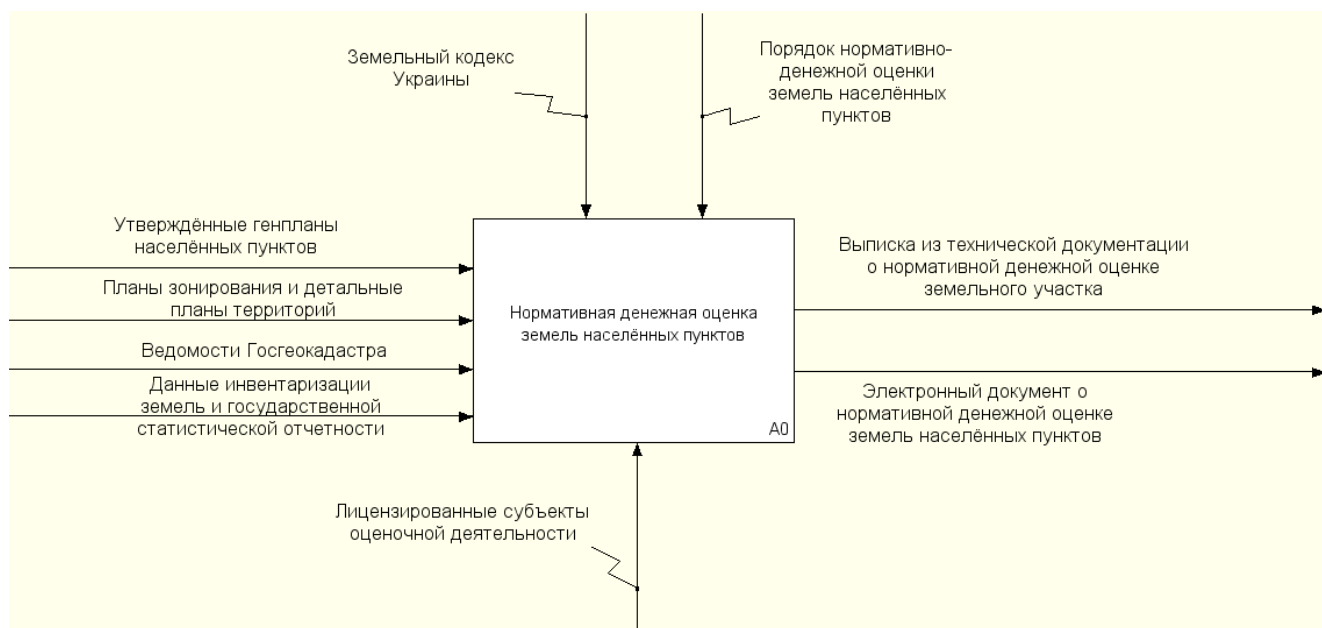 Земельный кодекс
Украины
Порядок нормативно-
денежной оценки
земель населённых
пунктов
Утверждённые генпланы
населённых пунктов
Планы зонирования и детальные
планы территорий
Ведомости Госгеокадастра
Данные инвентаризации
земель и государственной
статистической отчетности
Нормативная денежная оценка
земель населённых пунктов
A0
Выписка из технической документации
о нормативной денежной оценке
земельного участка
Электронный документ о
нормативной денежной оценке
земель населённых пунктов
Лицензированные субъекты
оценочной деятельности